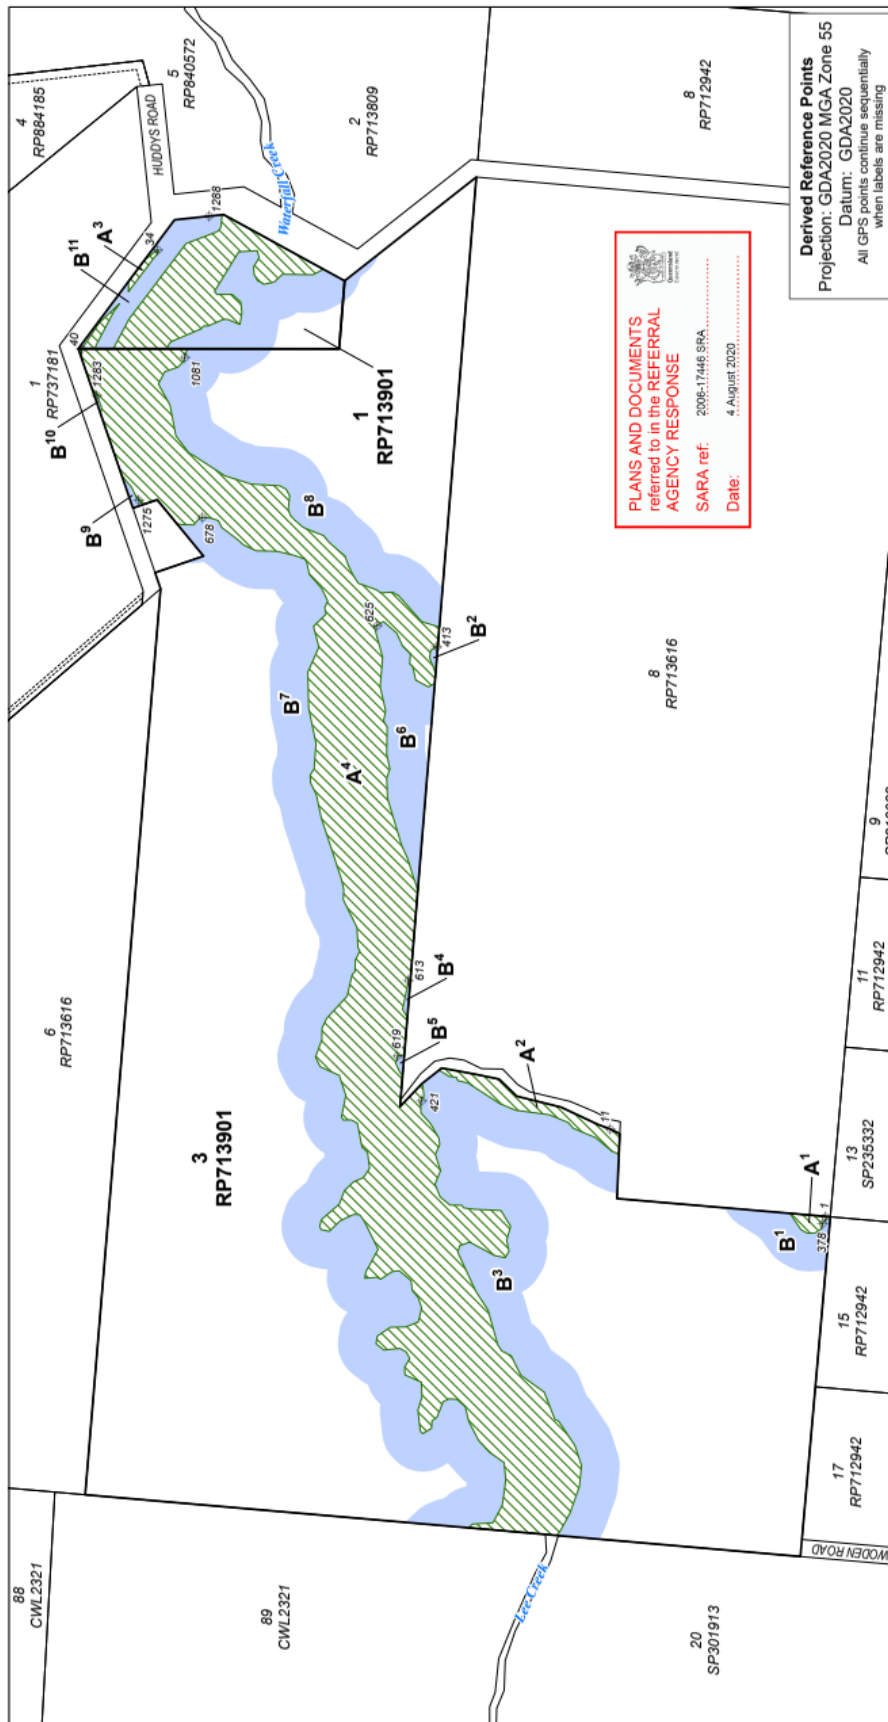 4
RP884185
5
RP840572
HUDDYS ROAD
2
RP713809
8
RP712942
Waterfall Creek
1
RP737181
40
34
A3
B11
1288
1283
B10
1081
1
RP713901
B9
1275
678
B8
625
413
B2
B7
B6
A4
8
RP713616
6
RP713616
613
B4
619
B5
421
A2
11
3
RP713901
B3
A1
1
378
B1
9
11
RP712942
13
SP235332
15
RP712942
17
RP712942
WODEN ROAD
88
CWL2321
89
CWL2321
Lee Creek
20
SP301913
PLANS AND DOCUMENTS
referred to in the REFERRAL
AGENCY RESPONSE
SARA ref: 2006-17446 SRA
Date: 4 August 2020
Queensland
Government
Derived Reference Points
Projection: GDA2020 MGA Zone 55
Datum: GDA2020
All GPS points continue sequentially
when labels are missing